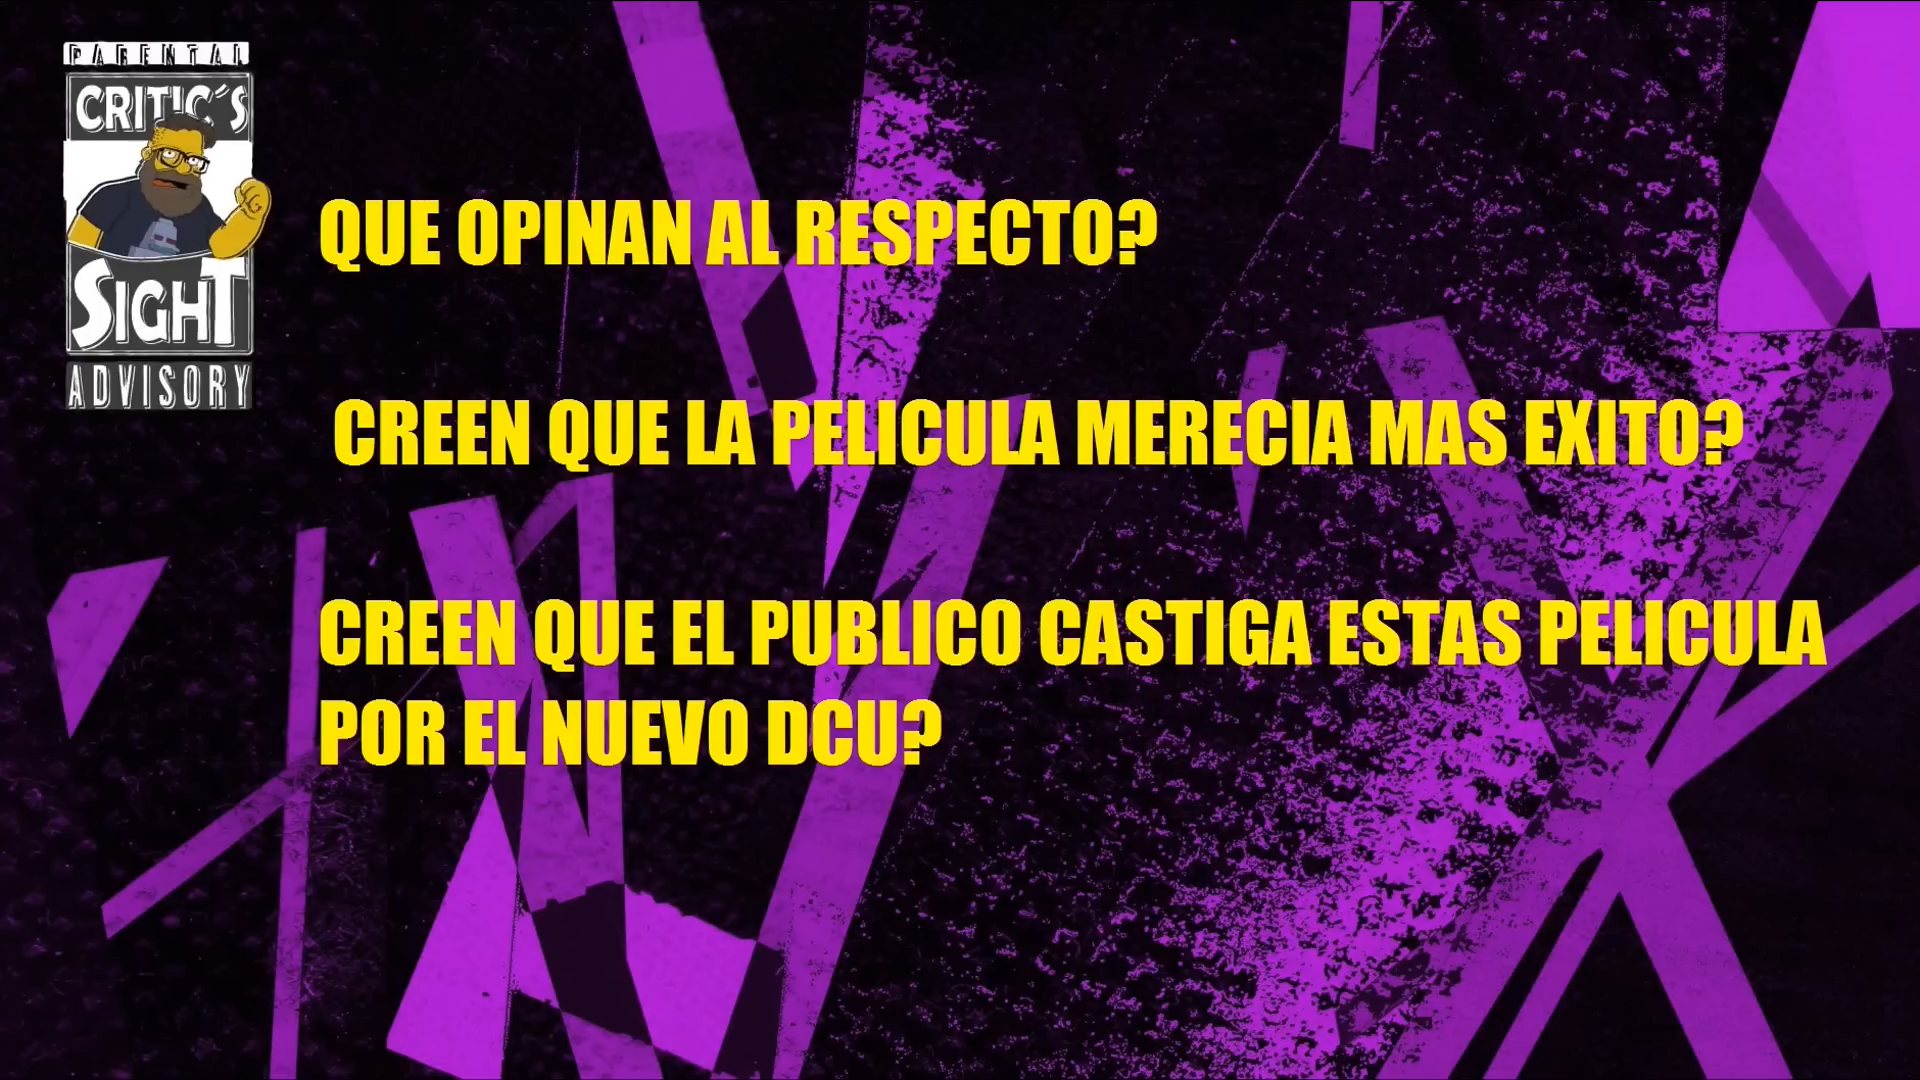 PARENTAL
CRITIC´S
SIGHT
ADVISORY
QUE OPINAN AL RESPECTO?
CREEN QUE LA PELICULA MERECIA MAS EXITO?
CREEN QUE EL PUBLICO CASTIGA ESTAS PELICULA
POR EL NUEVO DCU?